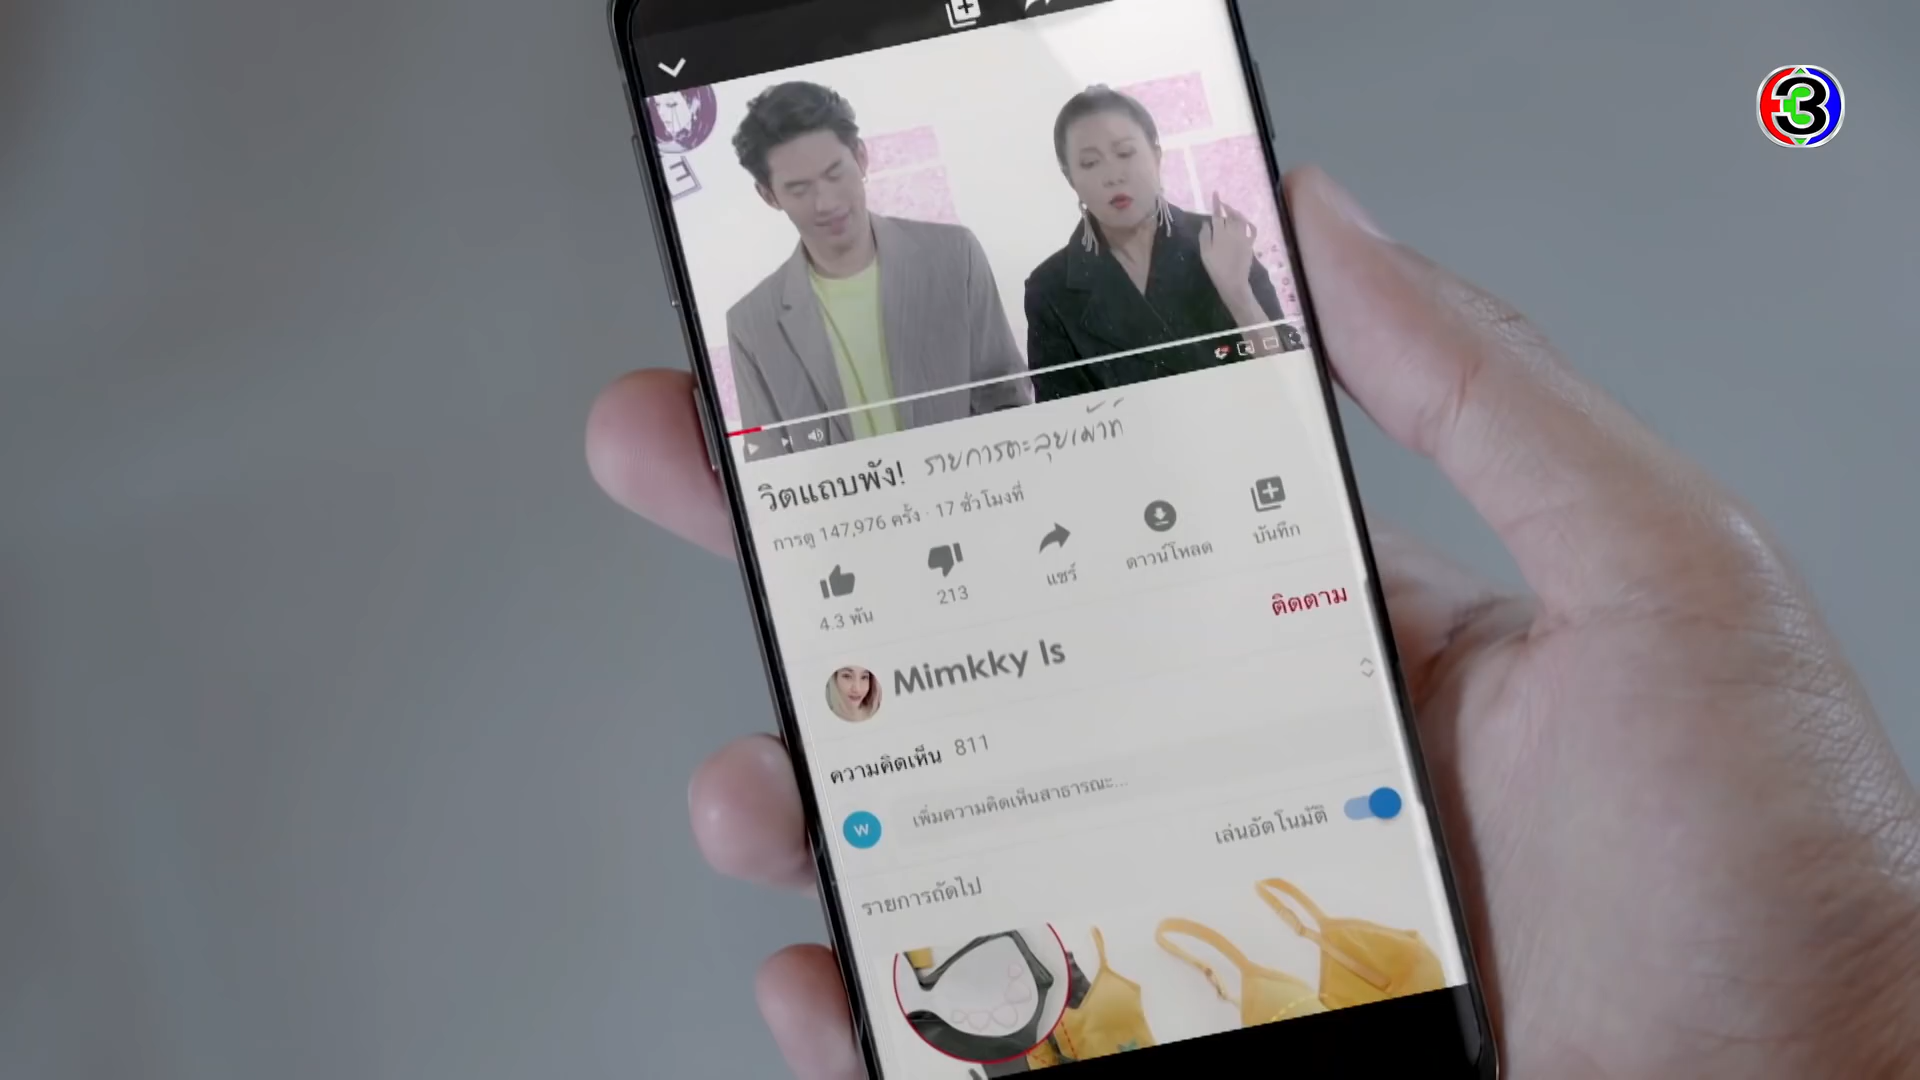 3
E
วิตแถบพัง! รายการตะลุยเม้าท์
การดู 147,976 ครั้ง · 17 ชั่วโมงที่
4.3 พัน
213
แชร์
ดาวน์โหลด
บันทึก
Mimkky ls
ติดตาม
ความคิดเห็น 811
W
เพิ่มความคิดเห็นสาธารณะ...
เล่นอัตโนมัติ
รายการถัดไป